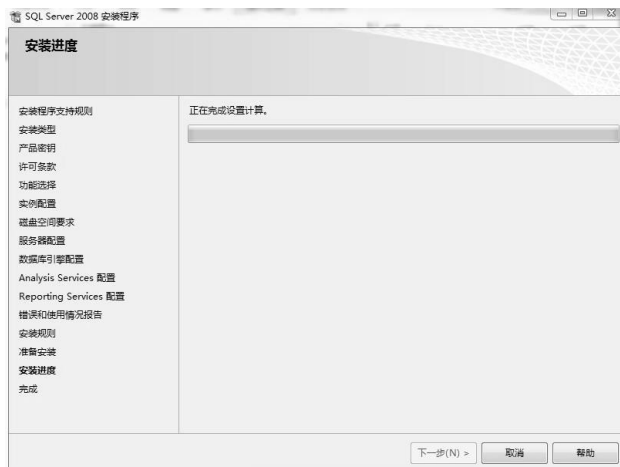 SQL Server 2008 安装程序
安装进度
安装程序支持规则
安装类型
产品密钥
许可条款
功能选择
实例配置
磁盘空间要求
服务器配置
数据库引擎配置
Analysis Services 配置
Reporting Services 配置
错误和使用情况报告
安装规则
准备安装
安装进度
完成
正在完成设置计算。
下一步(N) >
取消
帮助